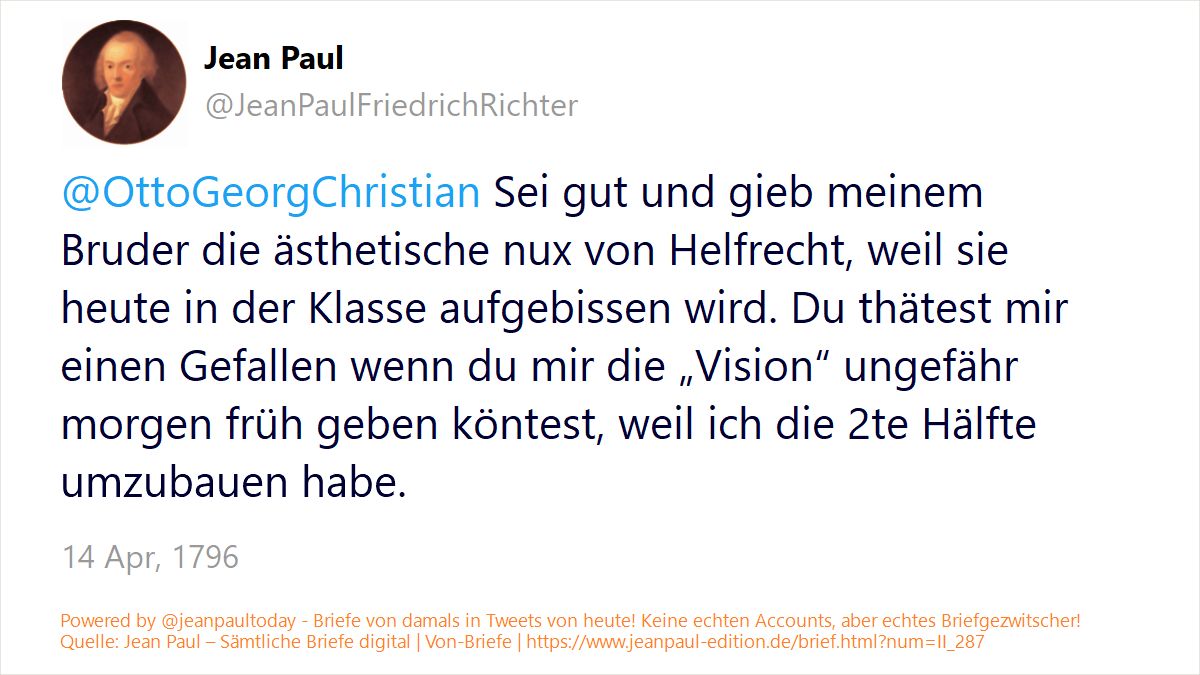 Jean Paul
@JeanPaulFriedrichRichter
@OttoGeorgChristian Sei gut und gieb meinem
Bruder die ästhetische nux von Helfrecht, weil sie
heute in der Klasse aufgebissen wird. Du thätest mir
einen Gefallen wenn du mir die „Vision“ ungefähr
morgen früh geben köntest, weil ich die 2te Hälfte
umzubauen habe.
14 Apr, 1796
Powered by @jeanpaultoday - Briefe von damals in Tweets von heute! Keine echten Accounts, aber echtes Briefgezwitscher!
Quelle: Jean Paul – Sämtliche Briefe digital | Von-Briefe | https://www.jeanpaul-edition.de/brief.html?num=II_287